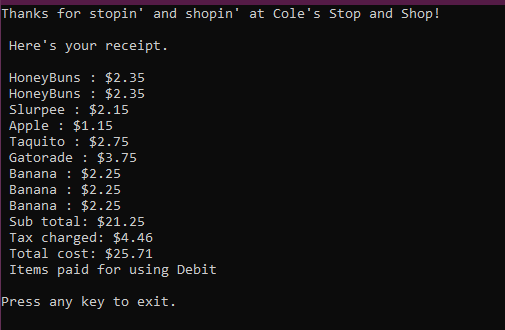 Thanks for stopin' and shopin' at Cole's Stop and Shop!
Here's your receipt.
HoneyBuns : $2.35
HoneyBuns : $2.35
Slurpee : $2.15
Apple : $1.15
Taquito : $2.75
Gatorade : $3.75
Banana : $2.25
Banana : $2.25
Banana : $2.25
Sub total: $21.25
Tax charged: $4.46
Total cost: $25.71
Items paid for using Debit
Press any key to exit.